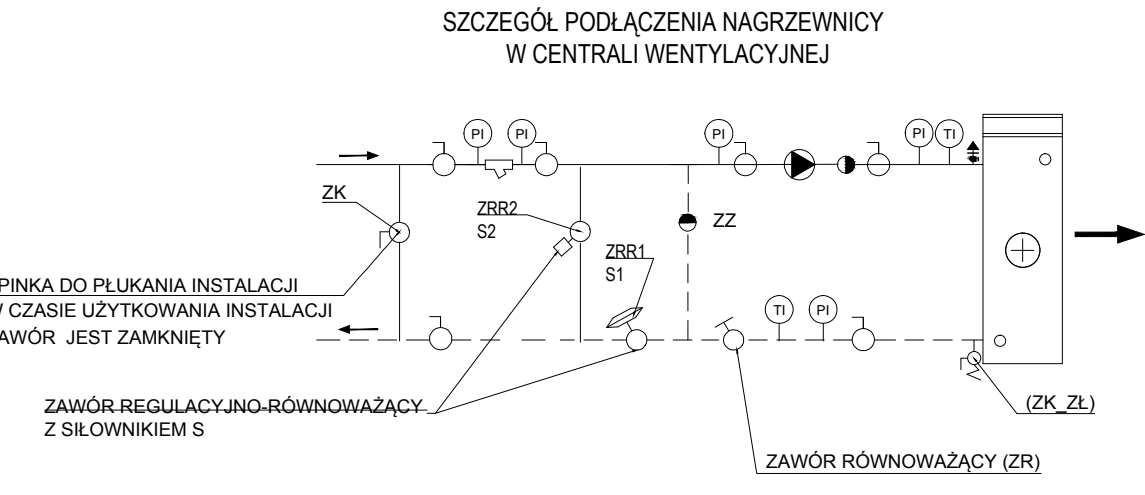 SZCZEGÓŁ PODŁĄCZENIA NAGRZEWNICY
W CENTRALI WENTYLACYJNEJ
PI PI PI PI TI
ZK
ZRR2
S2
ZZ
ZRR1
S1
PINKA DO PŁUKANIA INSTALACJI
W CZASIE UŻYTKOWANIA INSTALACJI
AWÓR JEST ZAMKNIĘTY
TI PI
ZAWÓR REGULACYJNO-RÓWNOWAŻĄCY
Z SIŁOWNIKIEM S
(ZK_ZŁ)
ZAWÓR RÓWNOWAŻĄCY (ZR)